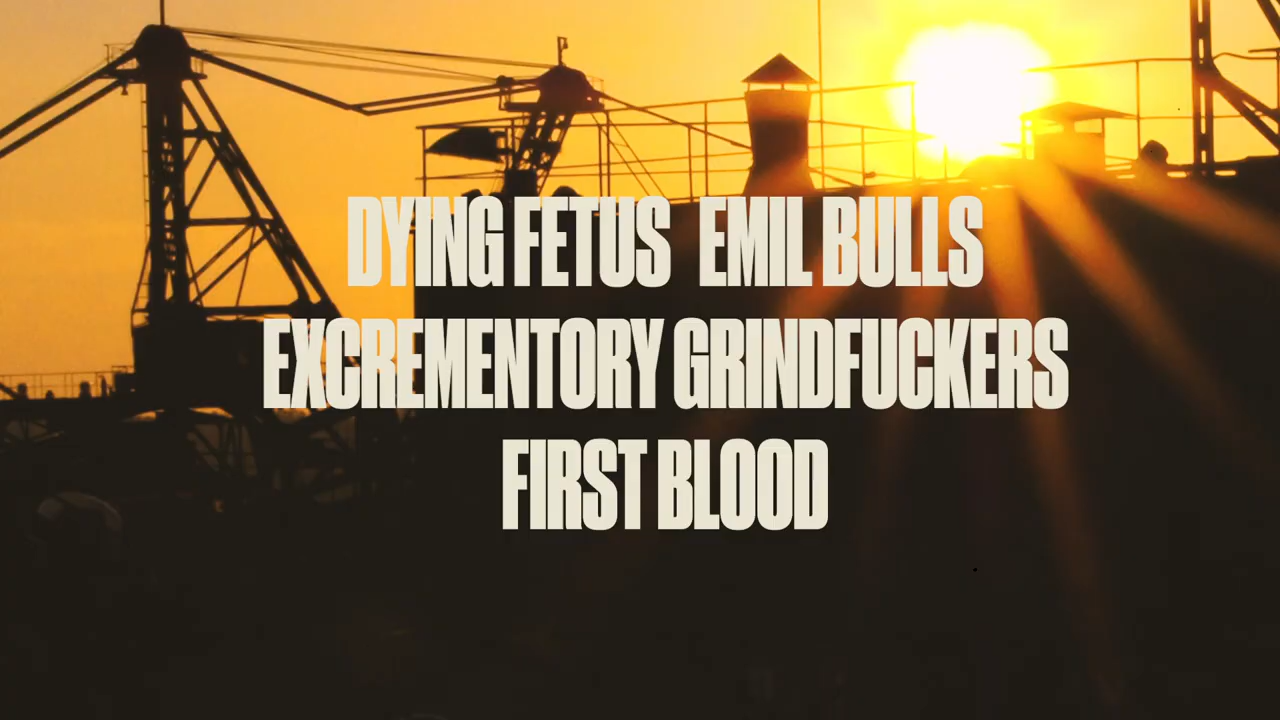 DYING FETUS EMIL BULLS
EXCREMENTORY GRINDFUCKERS
FIRST BLOOD